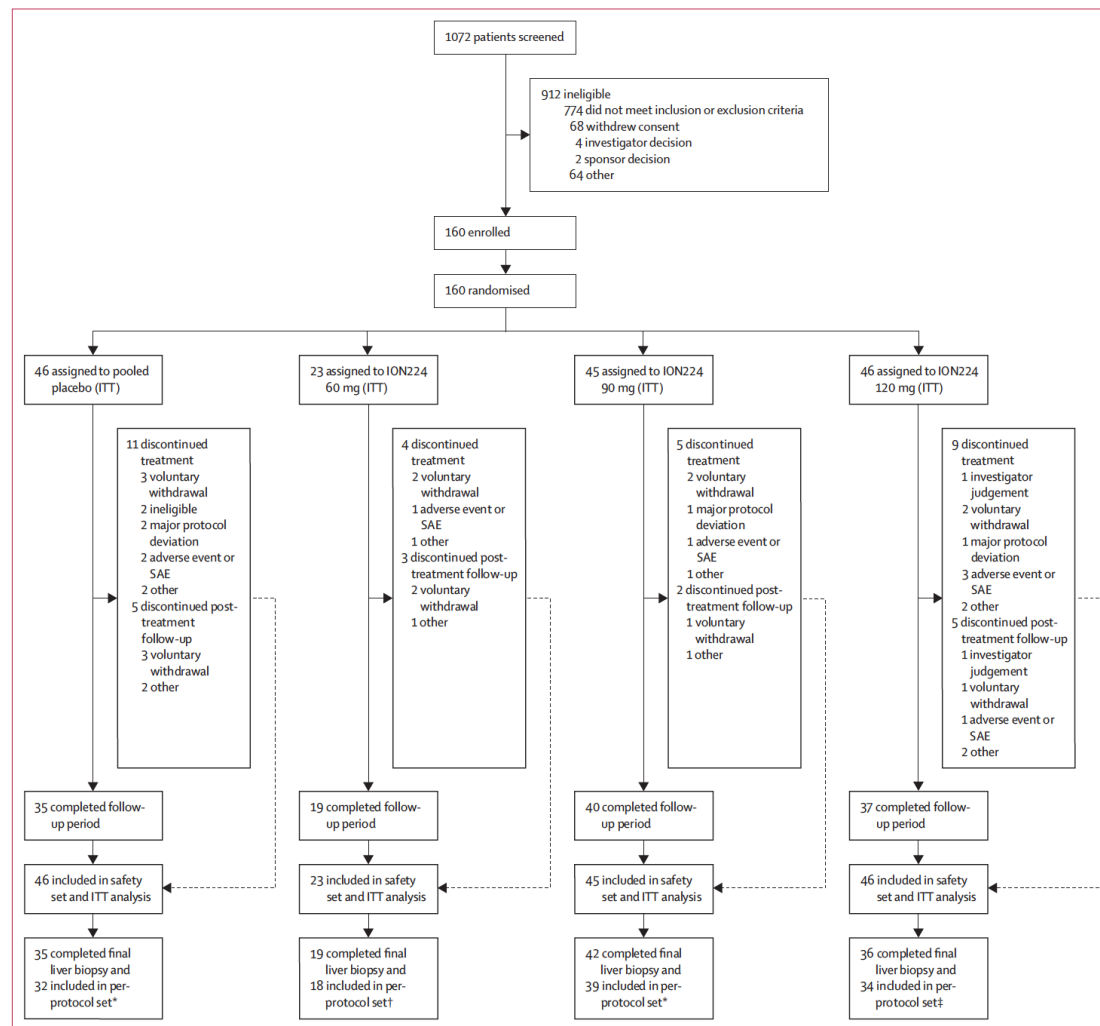 1072 patients screened
912 ineligible
774 did not meet inclusion or exclusion criteria
68 withdrew consent
4 investigator decision
2 sponsor decision
64 other
160 enrolled
160 randomised
46 assigned to pooled
placebo (ITT)
23 assigned to ION224
60 mg (ITT)
45 assigned to ION224
90 mg (ITT)
46 assigned to ION224
120 mg (ITT)
11 discontinued
treatment
3 voluntary
withdrawal
2 ineligible
2 major protocol
deviation
2 adverse event or
SAE
2 other
5 discontinued post-
treatment
follow-up
3 voluntary
withdrawal
2 other
4 discontinued
treatment
2 voluntary
withdrawal
1 adverse event or
SAE
1 other
3 discontinued post-
treatment follow-up
2 voluntary
withdrawal
1 other
5 discontinued
treatment
2 voluntary
withdrawal
1 major protocol
deviation
1 adverse event or
SAE
1 other
2 discontinued post-
treatment follow-up
1 voluntary
withdrawal
1 other
9 discontinued
treatment
1 investigator
judgement
2 voluntary
withdrawal
1 major protocol
deviation
3 adverse event or
SAE
2 other
5 discontinued post-
treatment follow-up
1 investigator
judgement
1 voluntary
withdrawal
1 adverse event or
SAE
2 other
35 completed follow-
up period
19 completed follow-
up period
40 completed follow-
up period
37 completed follow-
up period
46 included in safety
set and ITT analysis
23 included in safety
set and ITT analysis
45 included in safety
set and ITT analysis
46 included in safety
set and ITT analysis
35 completed final
liver biopsy and
32 included in per-
protocol set*
19 completed final
liver biopsy and
18 included in per-
protocol set†
42 completed final
liver biopsy and
39 included in per-
protocol set*
36 completed final
liver biopsy and
34 included in per-
protocol set‡